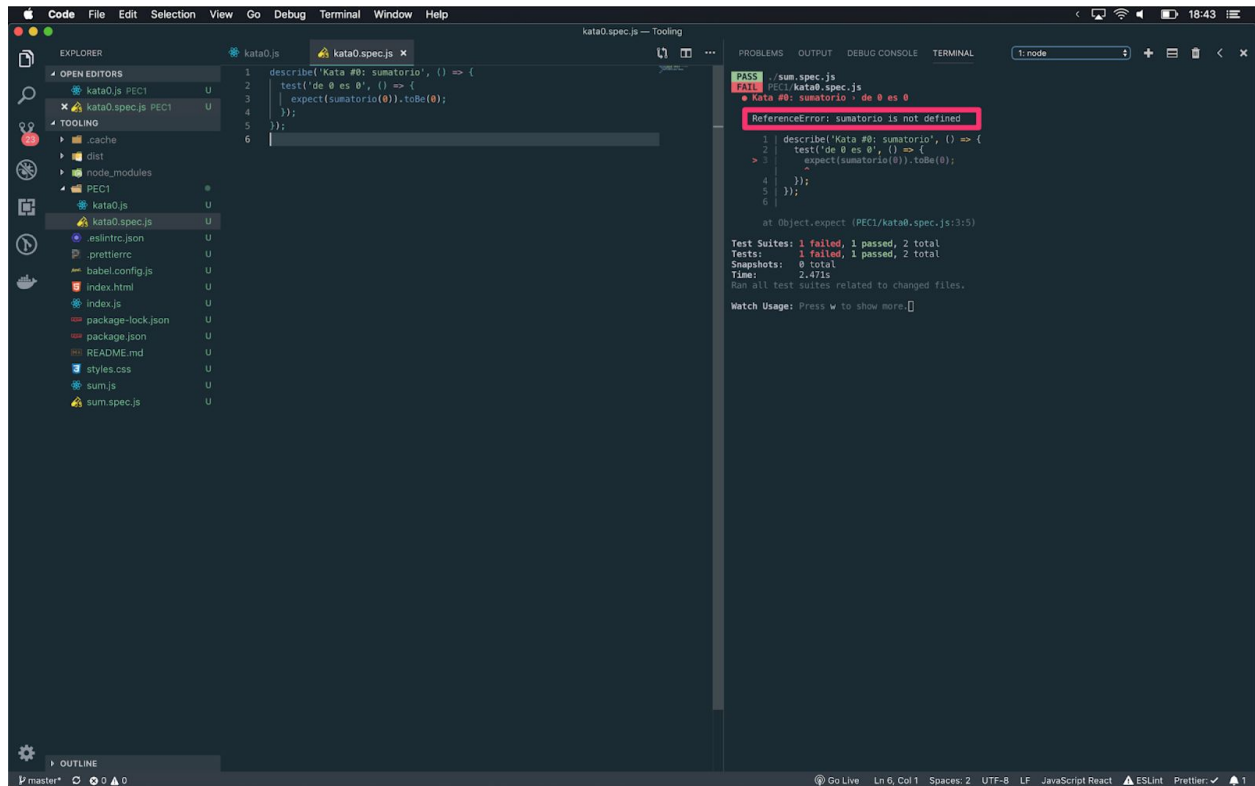 Code File Edit Selection View Go Debug Terminal Window Help 18:43
kata0.spec.js — Tooling
EXPLORER
OPEN EDITORS
kata0.js PEC1 U
kata0.spec.js PEC1 U
TOOLING
.cache
dist
node_modules
PEC1
kata0.js U
kata0.spec.js U
.eslintrc.json U
.prettierrc U
babel.config.js U
index.html U
index.js U
package-lock.json U
package.json U
README.md U
styles.css U
sum.js U
sum.spec.js U
OUTLINE
23
kata0.js kata0.spec.js
1 describe('Kata #0: sumatorio', () => {
2 test('de 0 es 0', () => {
3 expect(sumatorio(0)).toBe(0);
4 });
5 });
6
PROBLEMS OUTPUT DEBUG CONSOLE TERMINAL 1: node
PASS ./sum.spec.js
FAIL PEC1/kata0.spec.js
● Kata #0: sumatorio › de 0 es 0
ReferenceError: sumatorio is not defined
1 | describe('Kata #0: sumatorio', () => {
2 | test('de 0 es 0', () => {
> 3 | expect(sumatorio(0)).toBe(0);
| ^
4 | });
5 | });
6 |
at Object.expect (PEC1/kata0.spec.js:3:5)
Test Suites: 1 failed, 1 passed, 2 total
Tests: 1 failed, 1 passed, 2 total
Snapshots: 0 total
Time: 2.471s
Ran all test suites related to changed files.
Watch Usage: Press w to show more.
master* 0 0 Go Live Ln 6, Col 1 Spaces: 2 UTF-8 LF JavaScript React ESLint Prettier: ✓ 1